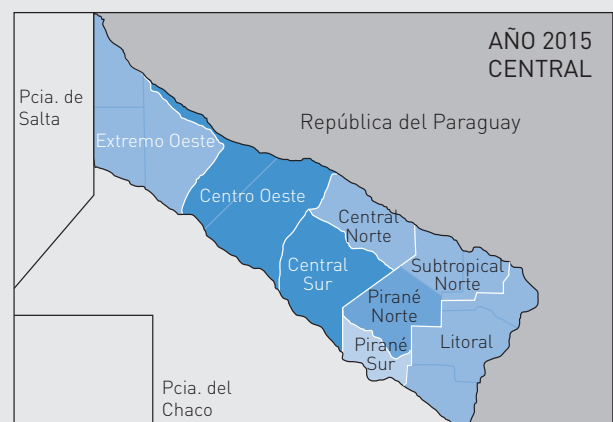 AÑO 2015
CENTRAL
Pcia. de
Salta
República del Paraguay
Extremo Oeste
Centro Oeste
Central
Norte
Central
Sur
Subtropical
Norte
Pirané
Norte
Litoral
Pirané
Sur
Pcia. del
Chaco